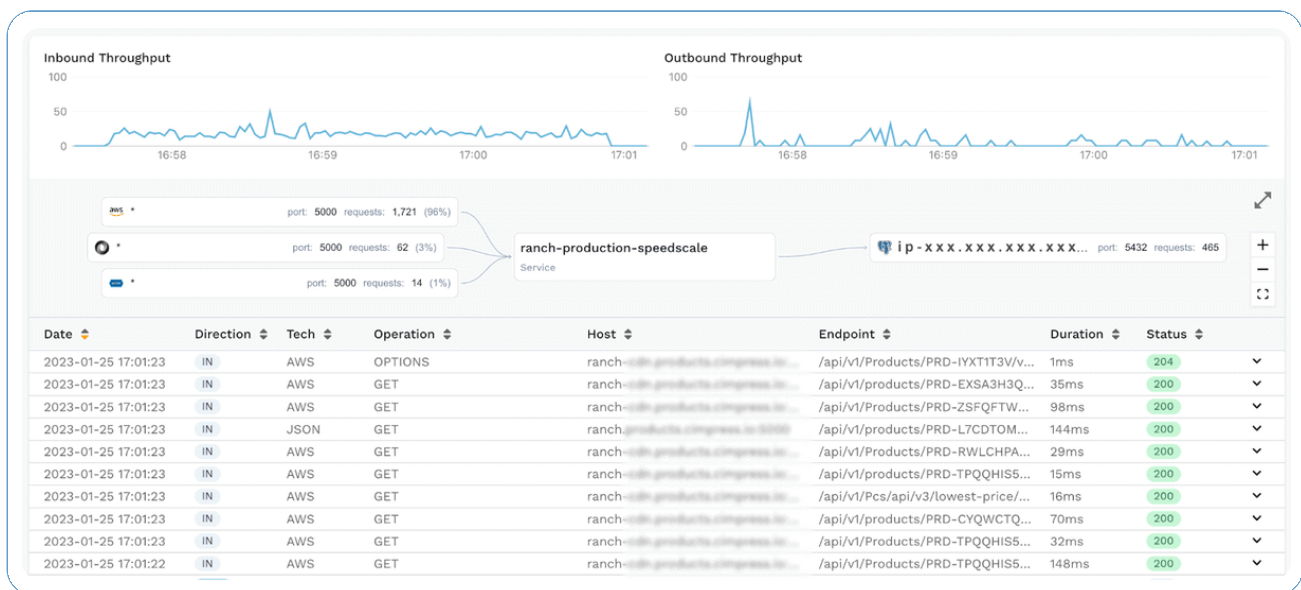 Inbound Throughput
100
50
0
16:58 16:59 17:00 17:01
Outbound Throughput
100
50
0
16:58 16:59 17:00 17:01
aws * port: 5000 requests: 1,721 (96%)
* port: 5000 requests: 62 (3%)
* port: 5000 requests: 14 (1%)
ranch-production-speedscale
Service
ip-xxx.xxx.xxx.xxx... port: 5432 requests: 465
Date Direction Tech Operation Host Endpoint Duration Status
2023-01-25 17:01:23 IN AWS OPTIONS ranch- /api/v1/Products/PRD-IYXT1T3V/v... 1ms 204
2023-01-25 17:01:23 IN AWS GET ranch- /api/v1/Products/PRD-EXSA3H3Q... 35ms 200
2023-01-25 17:01:23 IN AWS GET ranch- /api/v1/Products/PRD-ZSFQFTW... 98ms 200
2023-01-25 17:01:23 IN JSON GET ranch. /api/v1/Products/PRD-L7CDTOM... 144ms 200
2023-01-25 17:01:23 IN AWS GET ranch- /api/v1/Products/PRD-RWLCHPA... 29ms 200
2023-01-25 17:01:23 IN AWS GET ranch- /api/v1/Products/PRD-TPQQHIS5... 15ms 200
2023-01-25 17:01:23 IN AWS GET ranch- /api/v1/Pcs/api/v3/lowest-price/... 16ms 200
2023-01-25 17:01:23 IN AWS GET ranch- /api/v1/products/PRD-CYQWCTQ... 70ms 200
2023-01-25 17:01:23 IN AWS GET ranch- /api/v1/products/PRD-TPQQHIS5... 32ms 200
2023-01-25 17:01:22 IN AWS GET ranch- /api/v1/Products/PRD-TPQQHIS5... 148ms 200